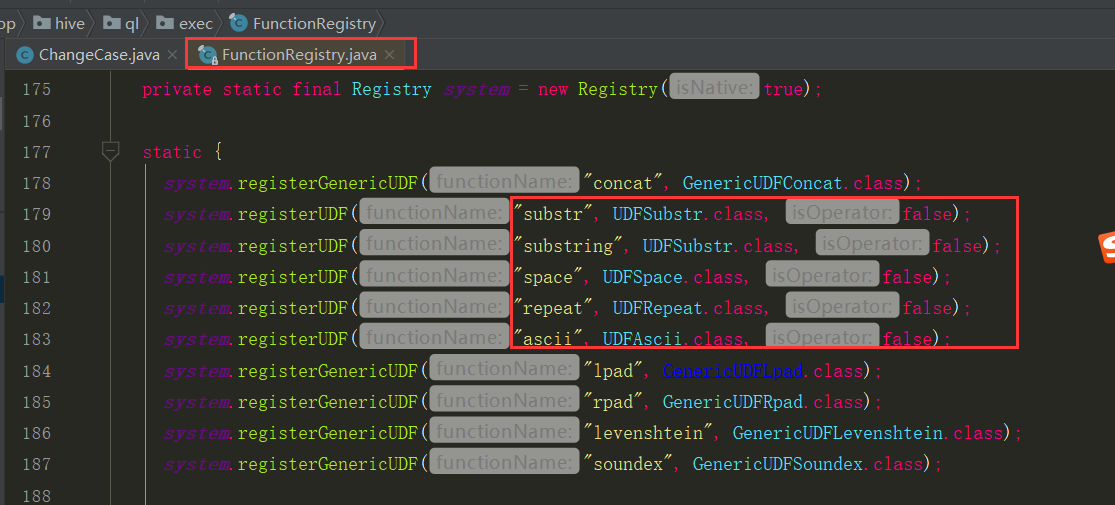 op hive ql exec FunctionRegistry
ChangeCase.java × FunctionRegistry.java ×
175 private static final Registry system = new Registry( isNative: true);
176
177 static {
178 system.registerGenericUDF( functionName: "concat", GenericUDFConcat.class);
179 system.registerUDF( functionName: "substr", UDFSubstr.class, isOperator: false);
180 system.registerUDF( functionName: "substring", UDFSubstr.class, isOperator: false);
181 system.registerUDF( functionName: "space", UDFSpace.class, isOperator: false);
182 system.registerUDF( functionName: "repeat", UDFRepeat.class, isOperator: false);
183 system.registerUDF( functionName: "ascii", UDFAscii.class, isOperator: false);
184 system.registerGenericUDF( functionName: "lpad", GenericUDFLpad.class);
185 system.registerGenericUDF( functionName: "rpad", GenericUDFRpad.class);
186 system.registerGenericUDF( functionName: "levenshtein", GenericUDFLevenshtein.class);
187 system.registerGenericUDF( functionName: "soundex", GenericUDFSoundex.class);
188